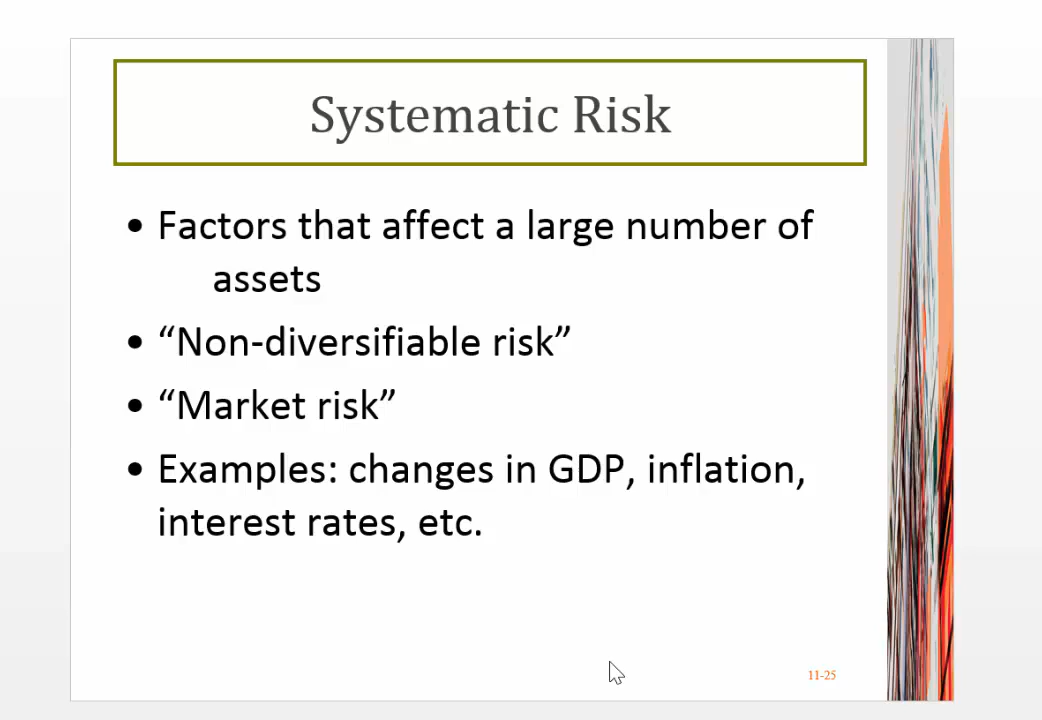 Systematic Risk
• Factors that affect a large number of
assets
• “Non-diversifiable risk”
• “Market risk”
• Examples: changes in GDP, inflation,
interest rates, etc.
11-25